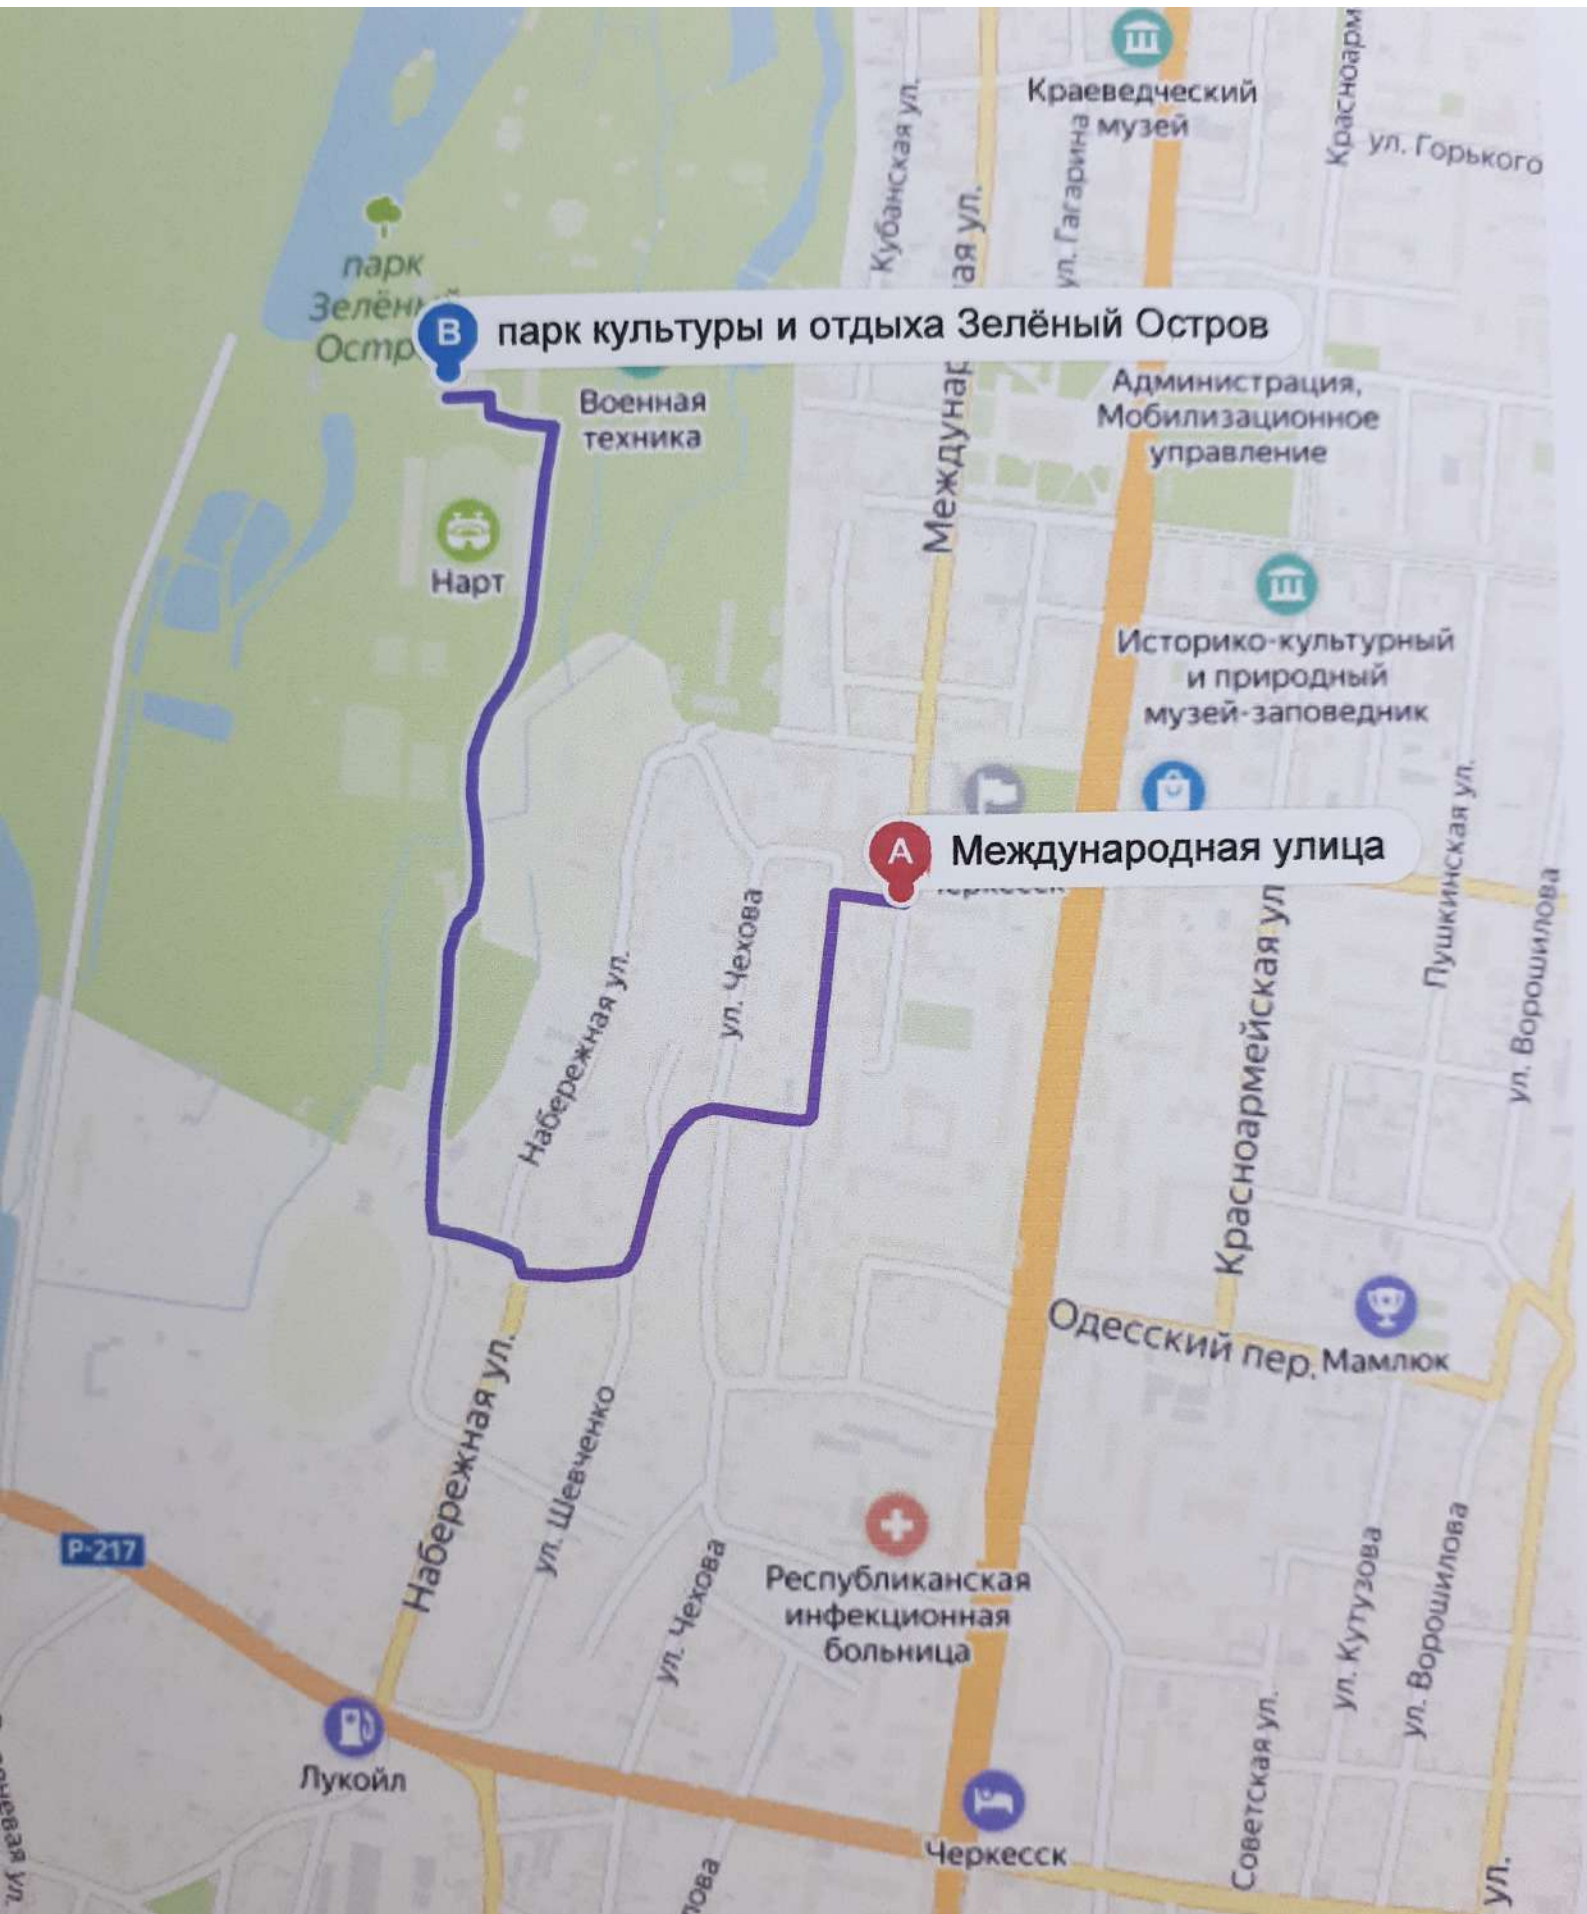 Краеведческий
музей
Красноарм
ул. Горького
Кубанская ул.
ул. Гагарина
парк
B
парк культуры и отдыха Зелёный Остров
Военная
техника
Администрация,
Мобилизационное
управление
Нарт
Историко-культурный
и природный
музей-заповедник
A
Международная улица
Пушкинская ул.
ул. Ворошилова
ул. Чехова
Набережная ул.
Красноармейская ул
Одесский пер.
Мамлюк
Набережная ул.
ул. Шевченко
P-217
ул. Чехова
Республиканская
инфекционная
больница
ул. Кутузова
ул. Ворошилова
Советская ул.
Лукойл
Черкесск
ул.